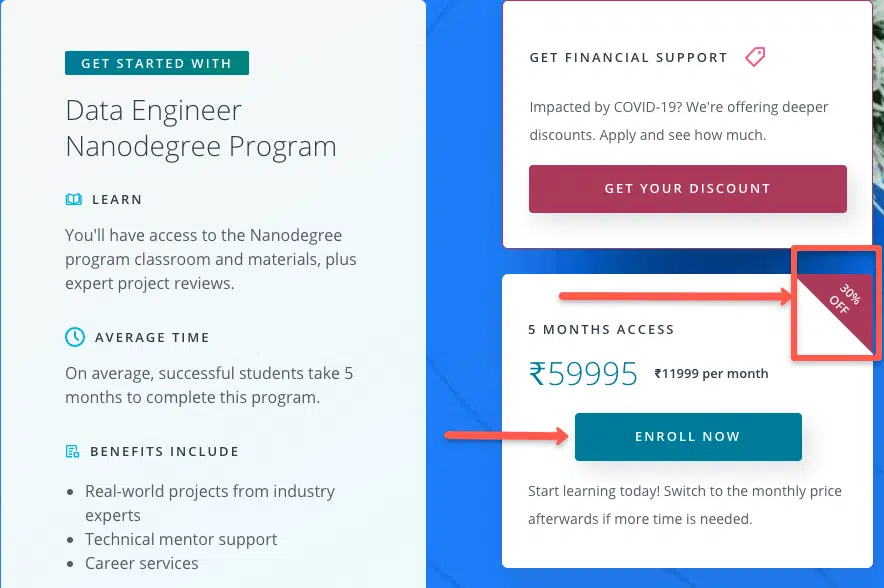 GET STARTED WITH
Data Engineer
Nanodegree Program
LEARN
You'll have access to the Nanodegree
program classroom and materials, plus
expert project reviews.
AVERAGE TIME
On average, successful students take 5
months to complete this program.
BENEFITS INCLUDE
Real-world projects from industry
experts
Technical mentor support
Career services
GET FINANCIAL SUPPORT
Impacted by COVID-19? We're offering deeper
discounts. Apply and see how much.
GET YOUR DISCOUNT
30%
OFF
5 MONTHS ACCESS
₹59995 ₹11999 per month
ENROLL NOW
Start learning today! Switch to the monthly price
afterwards if more time is needed.